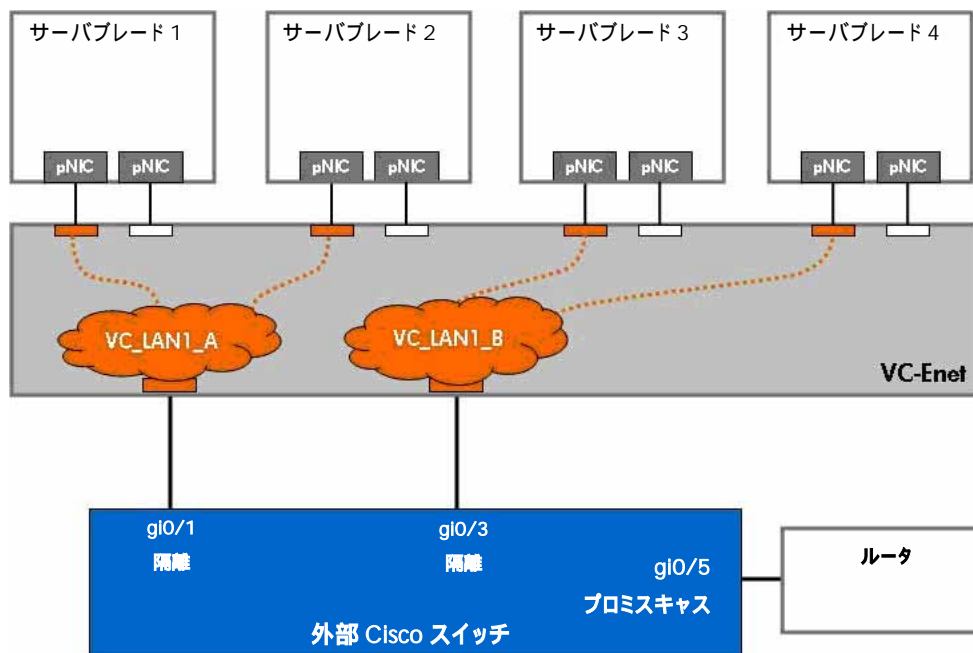 サーバブレード 1
サーバブレード 2
サーバブレード 3
サーバブレード 4
pNIC
pNIC
pNIC
pNIC
pNIC
pNIC
pNIC
pNIC
VC_LAN1_A
VC_LAN1_B
VC-Enet
gi0/1
隔離
gi0/3
隔離
gi0/5
プロミスキャス
ルータ
外部 Cisco スイッチ